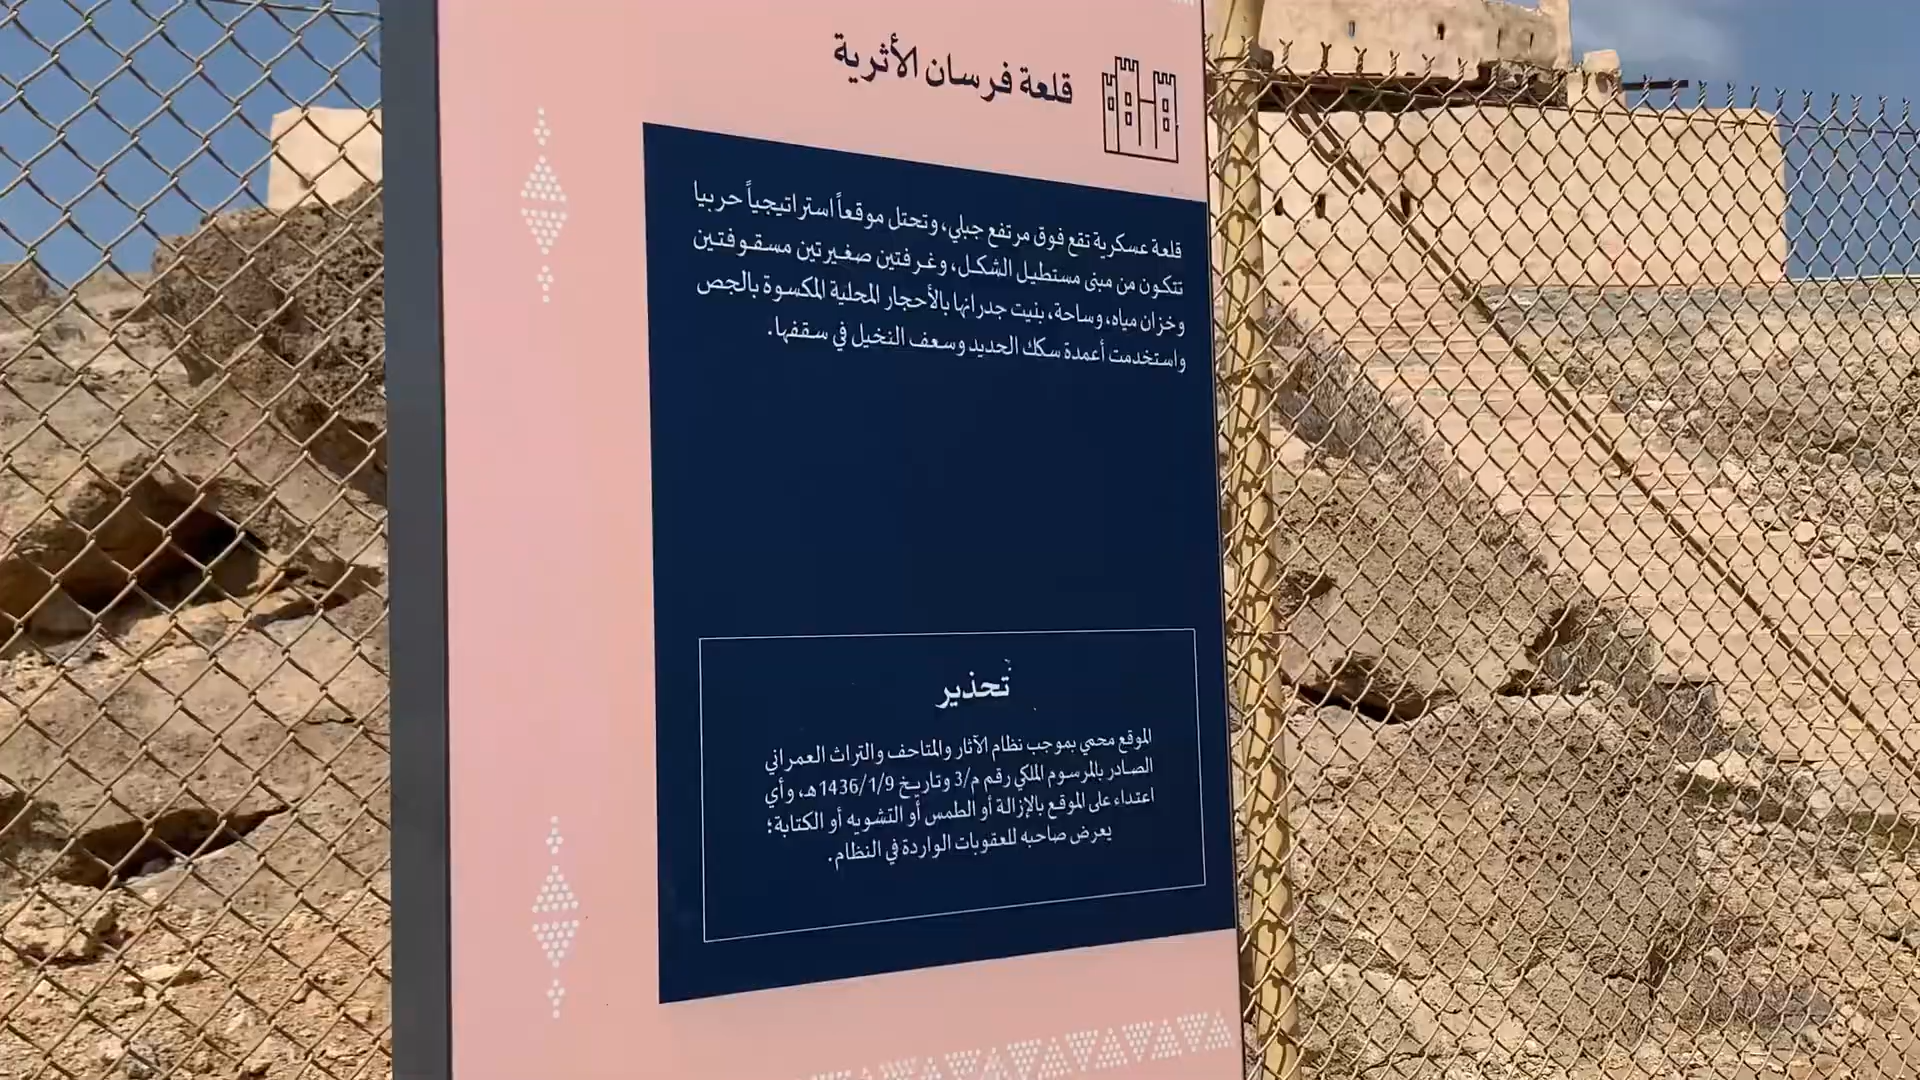 قلعة فرسان الأثرية
قلعة عسكرية تقع فوق مرتفع جبلي، وتحتل موقعاً استراتيجياً حربيا
تتكون من مبنى مستطيل الشكل، وغرفتين صغيرتين مسقوفتين
وخزان مياه، وساحة، بنيت جدرانها بالأحجار المحلية المكسوة بالجص
واستخدمت أعمدة سكك الحديد وسعف النخيل في سقفها.
تحذير
الموقع محمي بموجب نظام الآثار والمتاحف والتراث العمراني
الصادر بالمرسوم الملكي رقم م/3 وتاريخ 1436/1/9هـ، وأي
اعتداء على الموقع بالإزالة أو الطمس أو التشويه أو الكتابة؛
يعرض صاحبه للعقوبات الواردة في النظام.